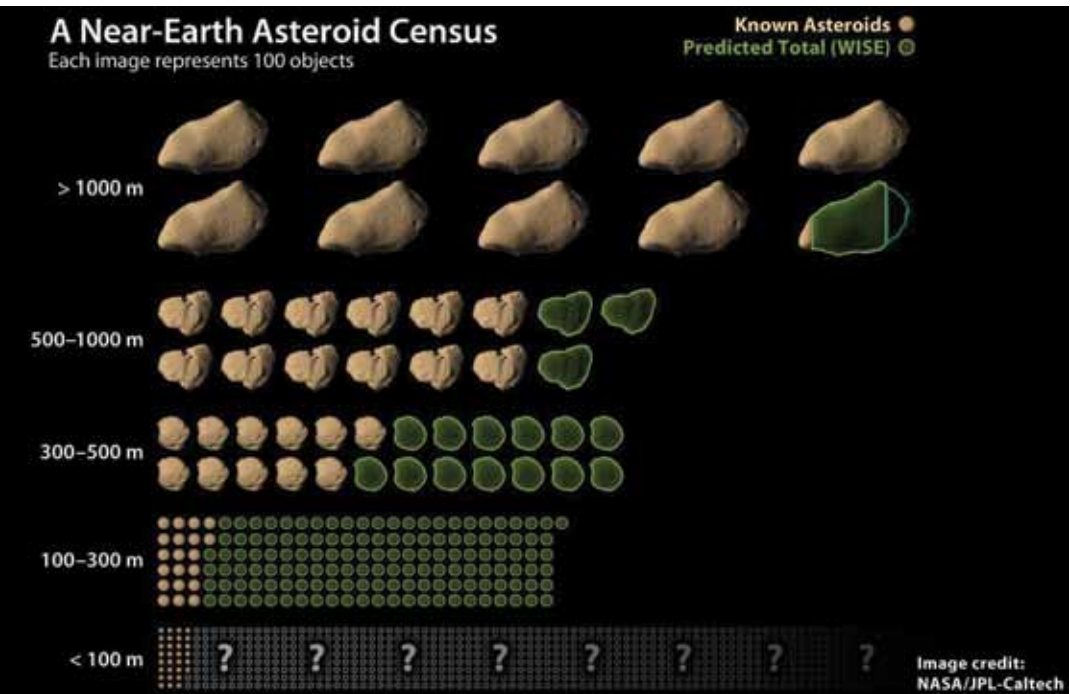 A Near-Earth Asteroid Census
Each image represents 100 objects
Known Asteroids
Predicted Total (WISE)
> 1000 m
500–1000 m
300–500 m
100–300 m
< 100 m
? ? ? ? ? ? ? ?
Image credit:
NASA/JPL-Caltech